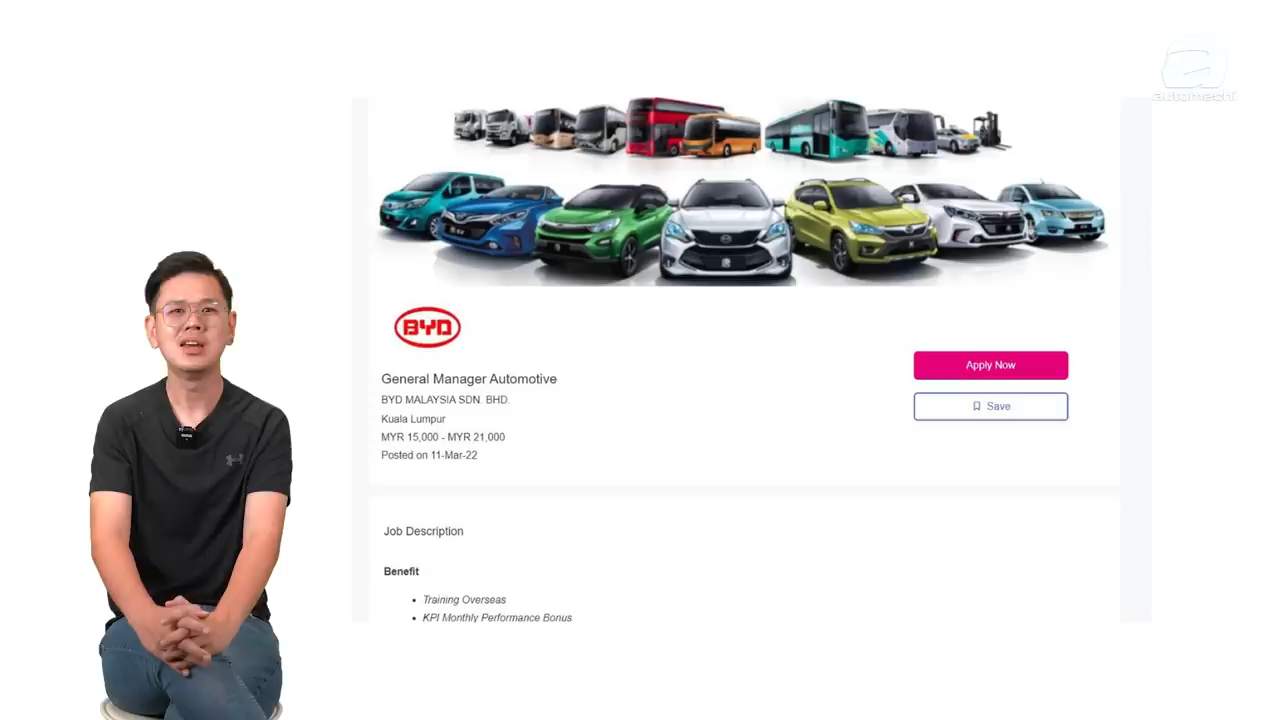 automachi
BYD
General Manager Automotive
Apply Now
BYD MALAYSIA SDN. BHD.
Save
Kuala Lumpur
MYR 15,000 - MYR 21,000
Posted on 11-Mar-22
Job Description
Benefit
• Training Overseas
• KPI Monthly Performance Bonus